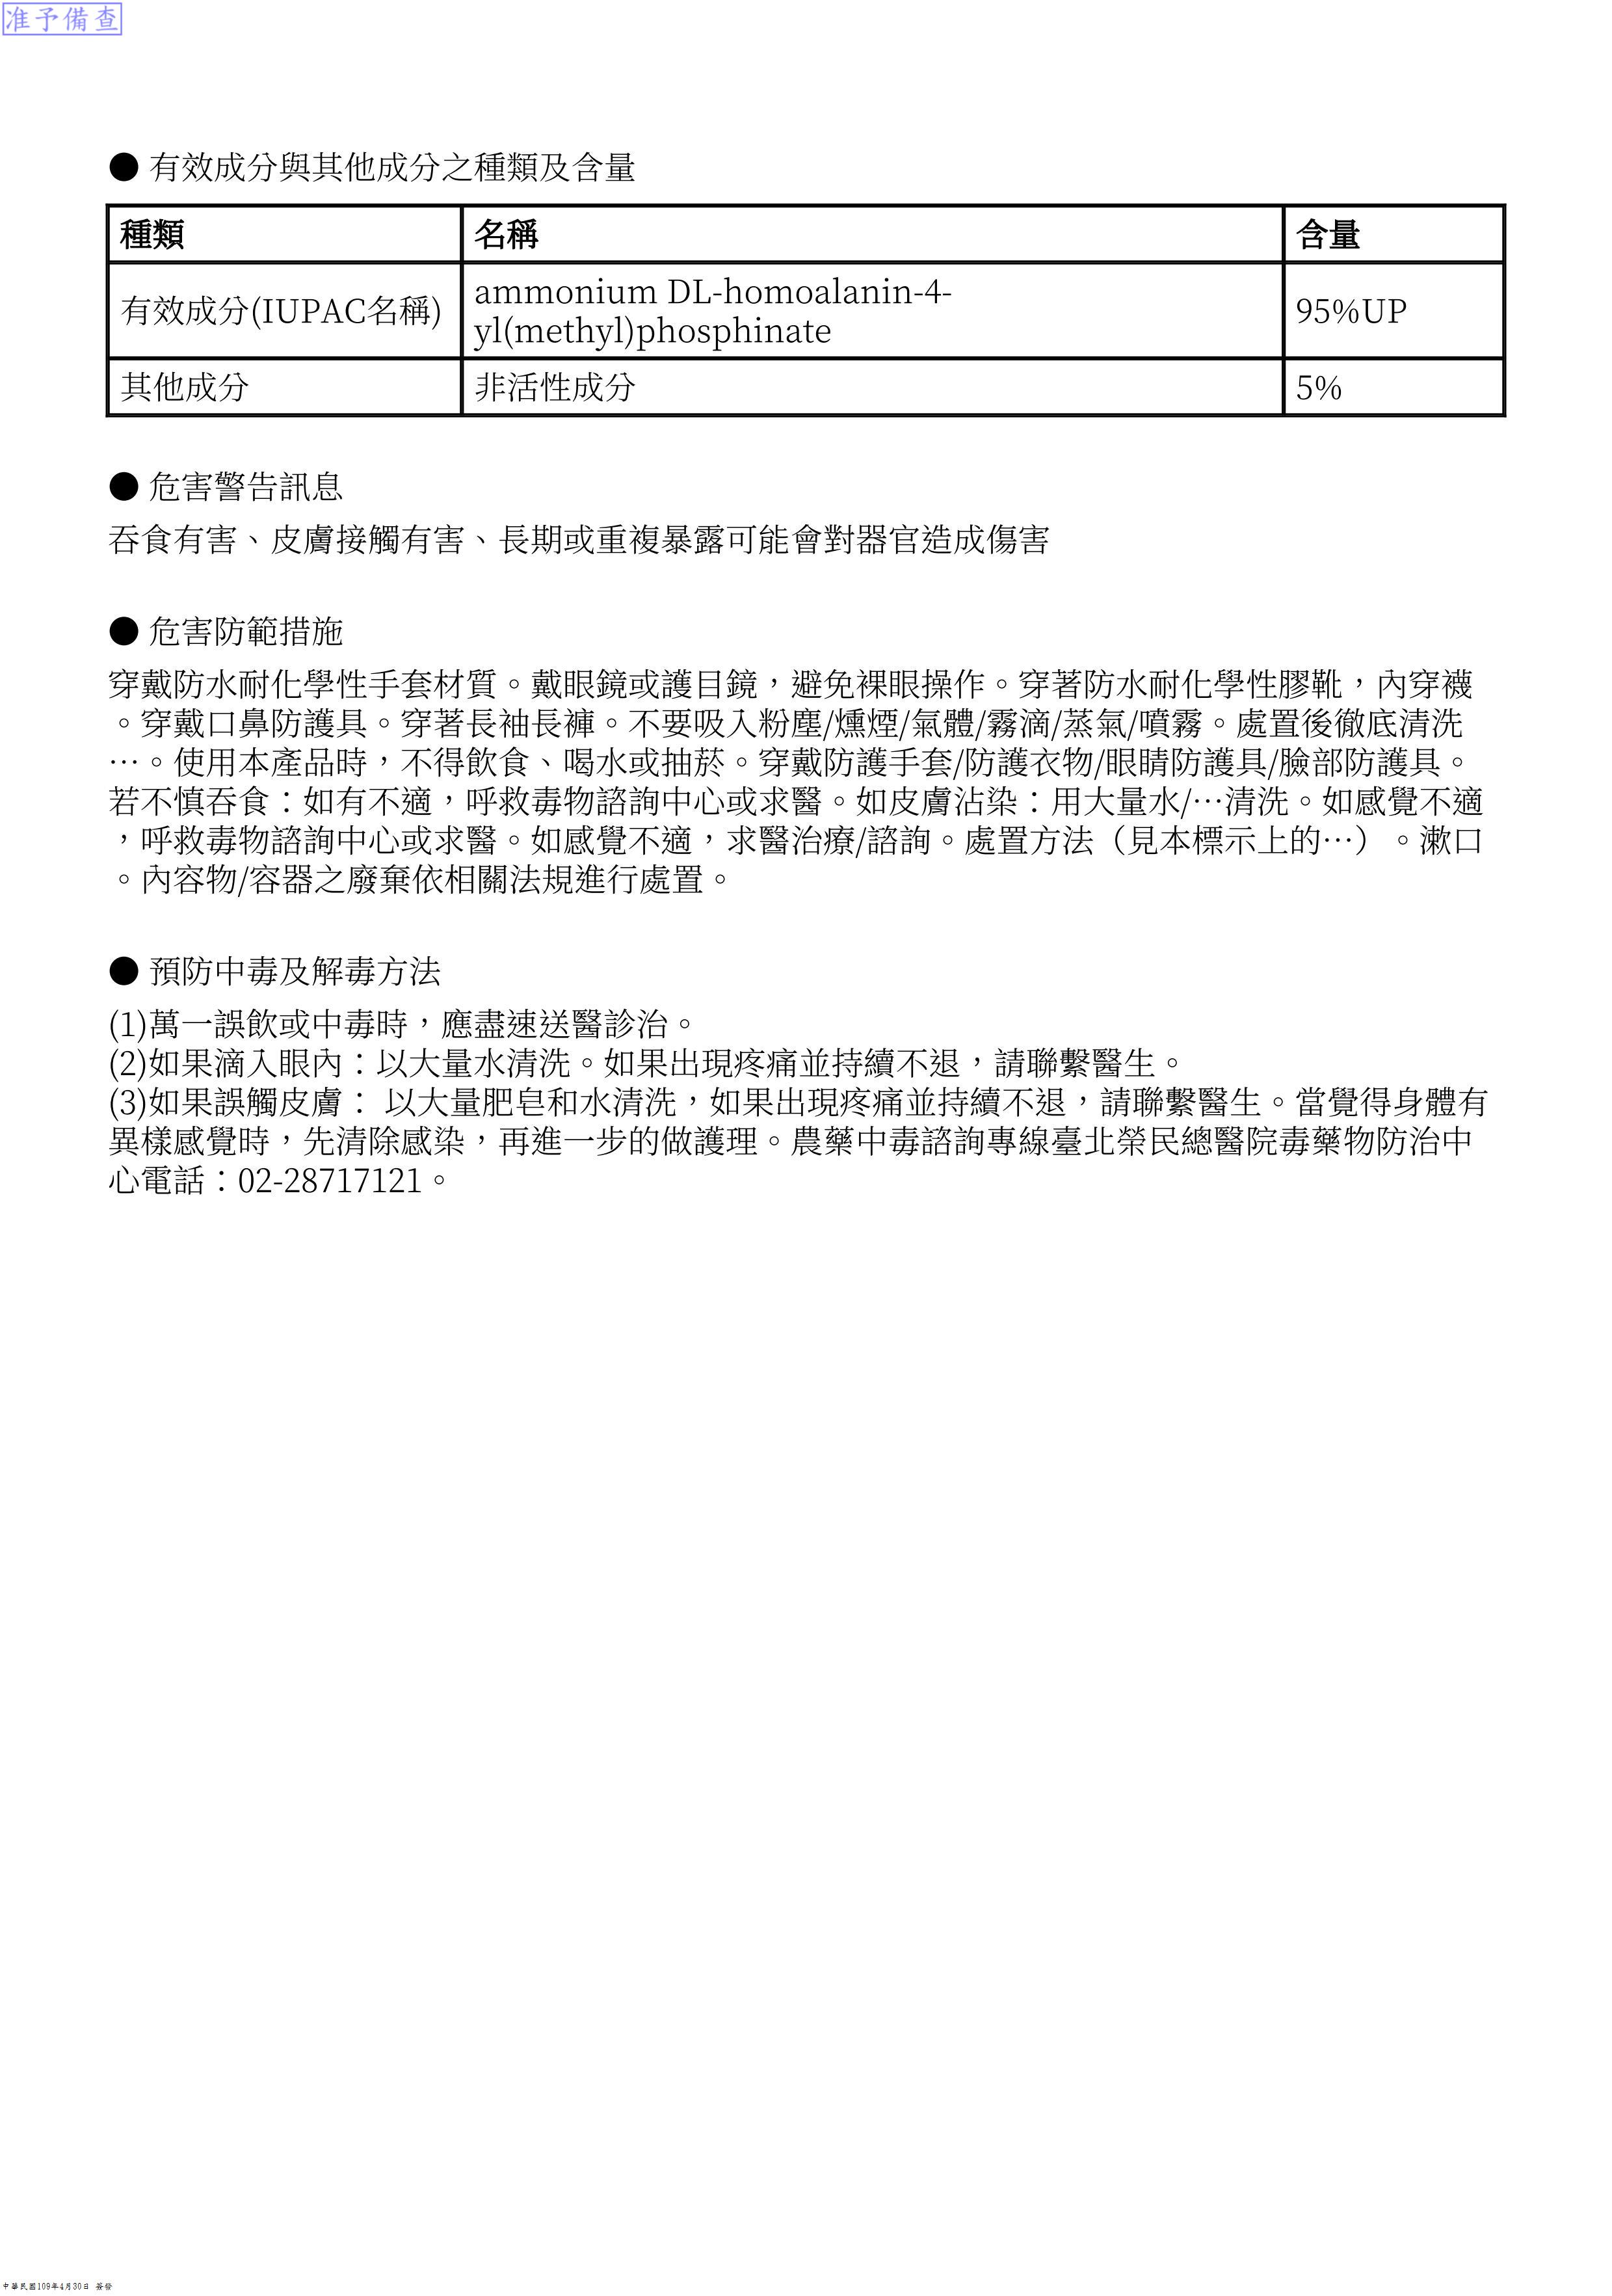 准予備查
● 有效成分與其他成分之種類及含量
種類 名稱 含量
有效成分(IUPAC名稱) ammonium DL-homoalanin-4-
yl(methyl)phosphinate 95%UP
其他成分 非活性成分 5%
● 危害警告訊息
吞食有害、皮膚接觸有害、長期或重複暴露可能會對器官造成傷害
● 危害防範措施
穿戴防水耐化學性手套材質。戴眼鏡或護目鏡，避免裸眼操作。穿著防水耐化學性膠靴，內穿襪
。穿戴口鼻防護具。穿著長袖長褲。不要吸入粉塵/燻煙/氣體/霧滴/蒸氣/噴霧。處置後徹底清洗
…。使用本產品時，不得飲食、喝水或抽菸。穿戴防護手套/防護衣物/眼睛防護具/臉部防護具。
若不慎吞食：如有不適，呼救毒物諮詢中心或求醫。如皮膚沾染：用大量水/…清洗。如感覺不適
，呼救毒物諮詢中心或求醫。如感覺不適，求醫治療/諮詢。處置方法（見本標示上的…）。漱口
。內容物/容器之廢棄依相關法規進行處置。
● 預防中毒及解毒方法
(1)萬一誤飲或中毒時，應盡速送醫診治。
(2)如果滴入眼內：以大量水清洗。如果出現疼痛並持續不退，請聯繫醫生。
(3)如果誤觸皮膚： 以大量肥皂和水清洗，如果出現疼痛並持續不退，請聯繫醫生。當覺得身體有
異樣感覺時，先清除感染，再進一步的做護理。農藥中毒諮詢專線臺北榮民總醫院毒藥物防治中
心電話：02-28717121。
中華民國109年4月30日 簽發